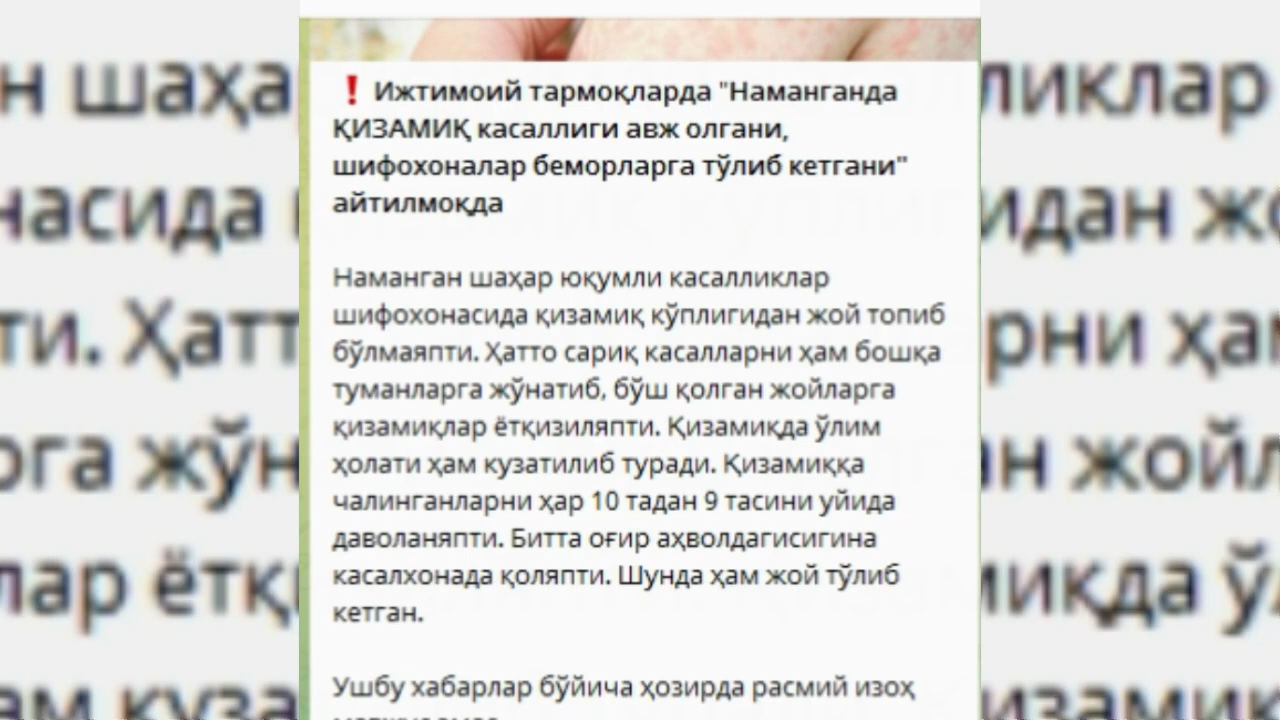 ❗ Ижтимоий тармоқларда "Наманганда
ҚИЗАМИҚ касаллиги авж олгани,
шифохоналар беморларга тўлиб кетгани"
айтилмоқда
Наманган шаҳар юқумли касалликлар
шифохонасида қизамиқ кўплигидан жой топиб
бўлмаяпти. Ҳатто сариқ касалларни ҳам бошқа
туманларга жўнатиб, бўш қолган жойларга
қизамиқлар ётқизиляпти. Қизамиқда ўлим
ҳолати ҳам кузатилиб туради. Қизамиққа
чалинганларни ҳар 10 тадан 9 тасини уйида
даволаняпти. Битта оғир аҳволдагисигина
касалхонада қоляпти. Шунда ҳам жой тўлиб
кетган.
Ушбу хабарлар бўйича ҳозирда расмий изоҳ